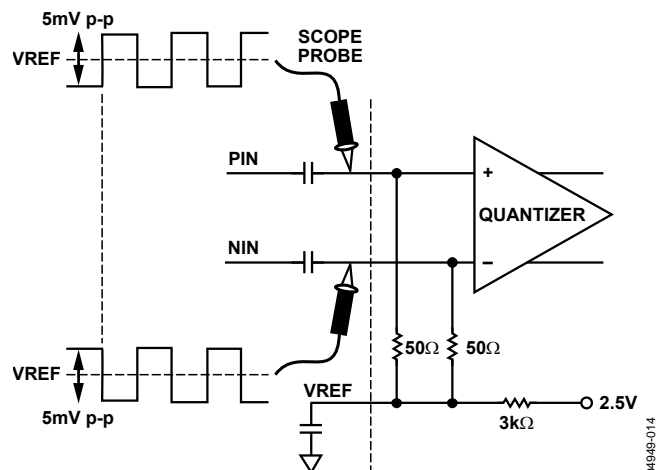 5mV p-p
VREF
SCOPE
PROBE
PIN
+
QUANTIZER
NIN
−
50Ω
50Ω
VREF
5mV p-p
VREF
2.5V
3kΩ
04949-014